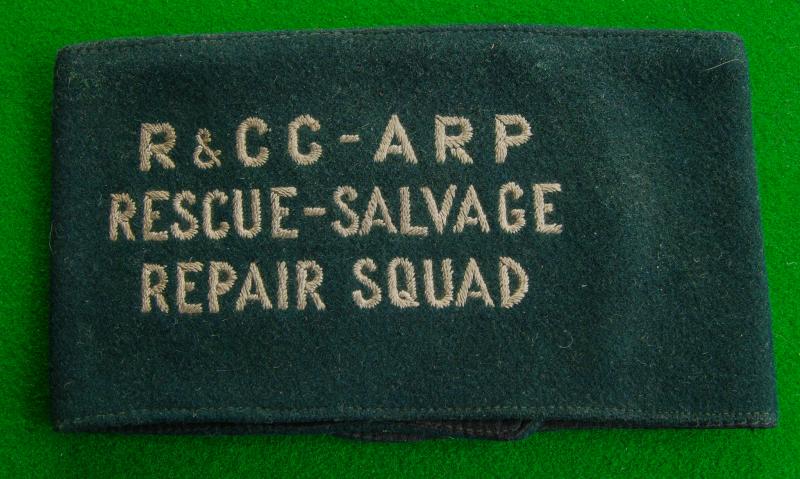 R & CC - ARP
RESCUE-SALVAGE
REPAIR SQUAD